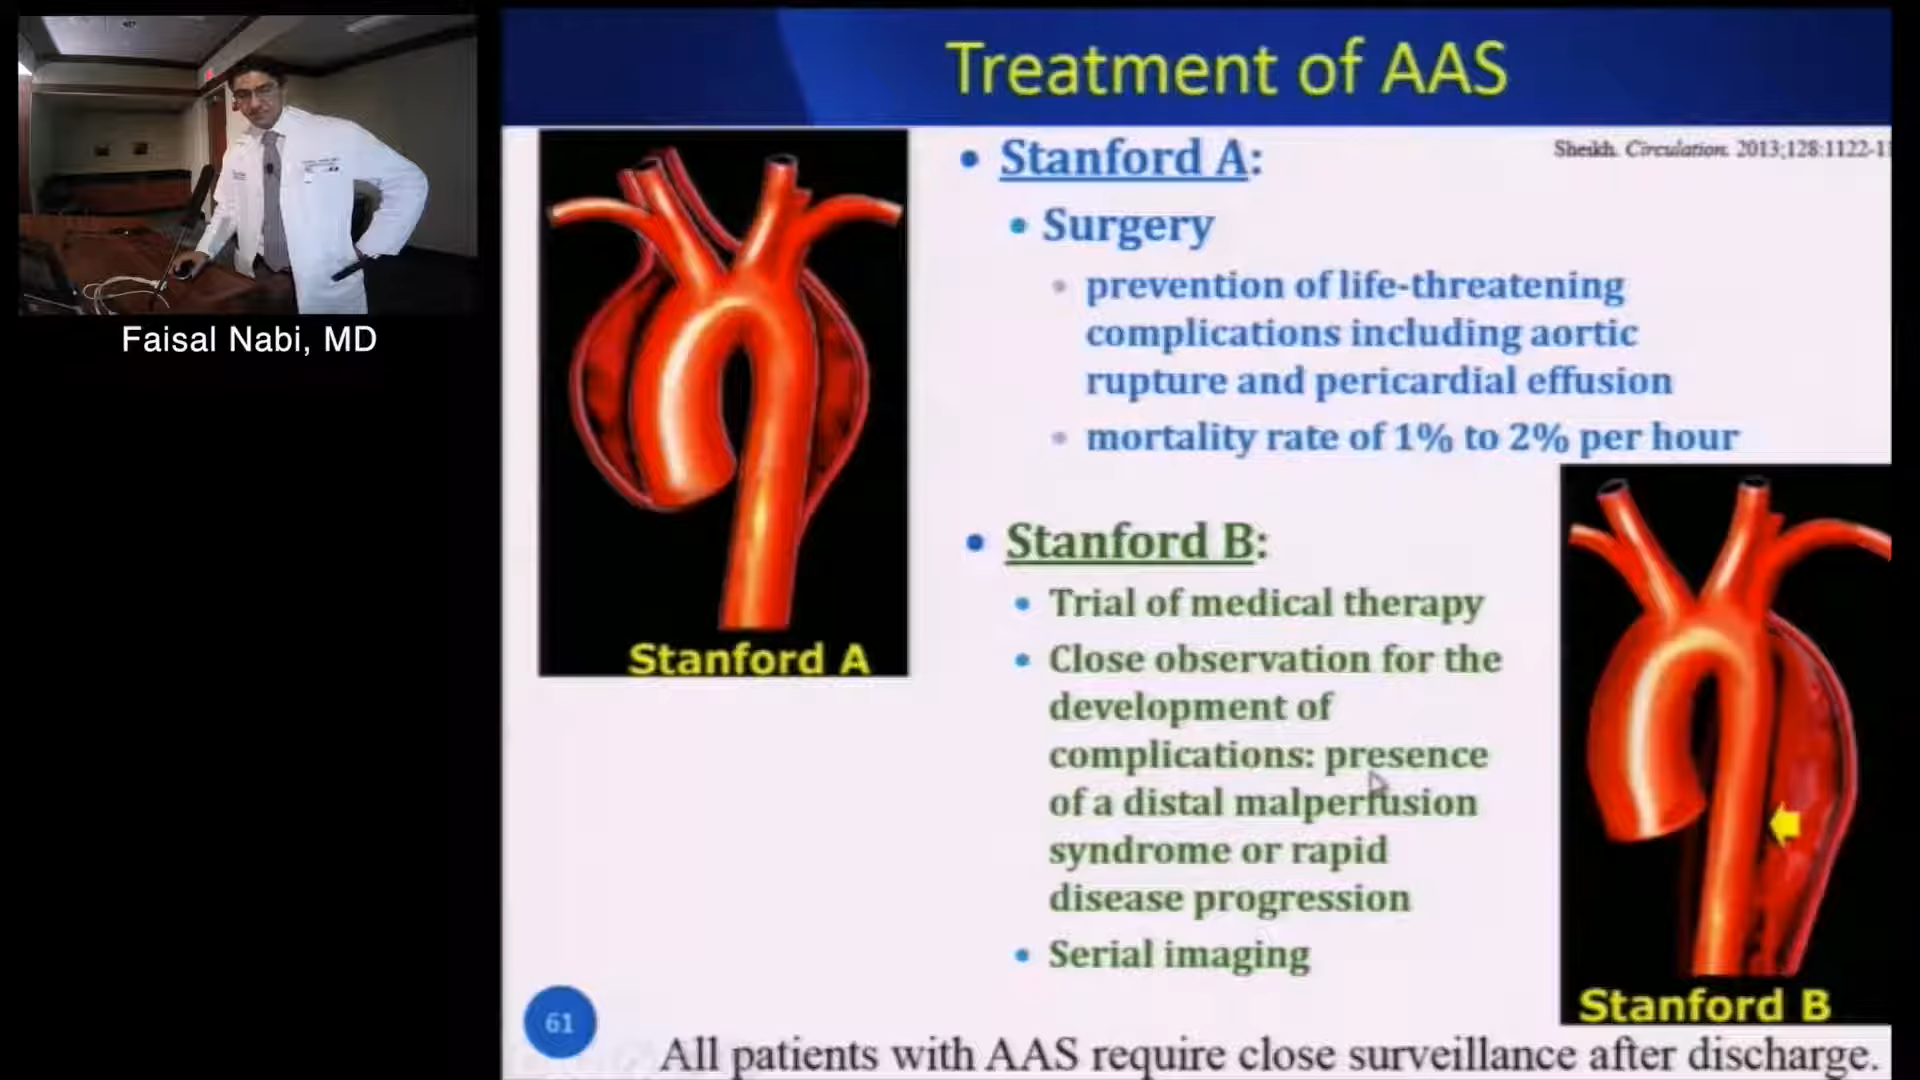 Treatment of AAS
Faisal Nabi, MD
Stanford A
Sheikh. Circulation. 2013;128:1122-11
• Stanford A:
• Surgery
• prevention of life-threatening
complications including aortic
rupture and pericardial effusion
• mortality rate of 1% to 2% per hour
• Stanford B:
• Trial of medical therapy
• Close observation for the
development of
complications: presence
of a distal malperfusion
syndrome or rapid
disease progression
• Serial imaging
Stanford B
61
All patients with AAS require close surveillance after discharge.